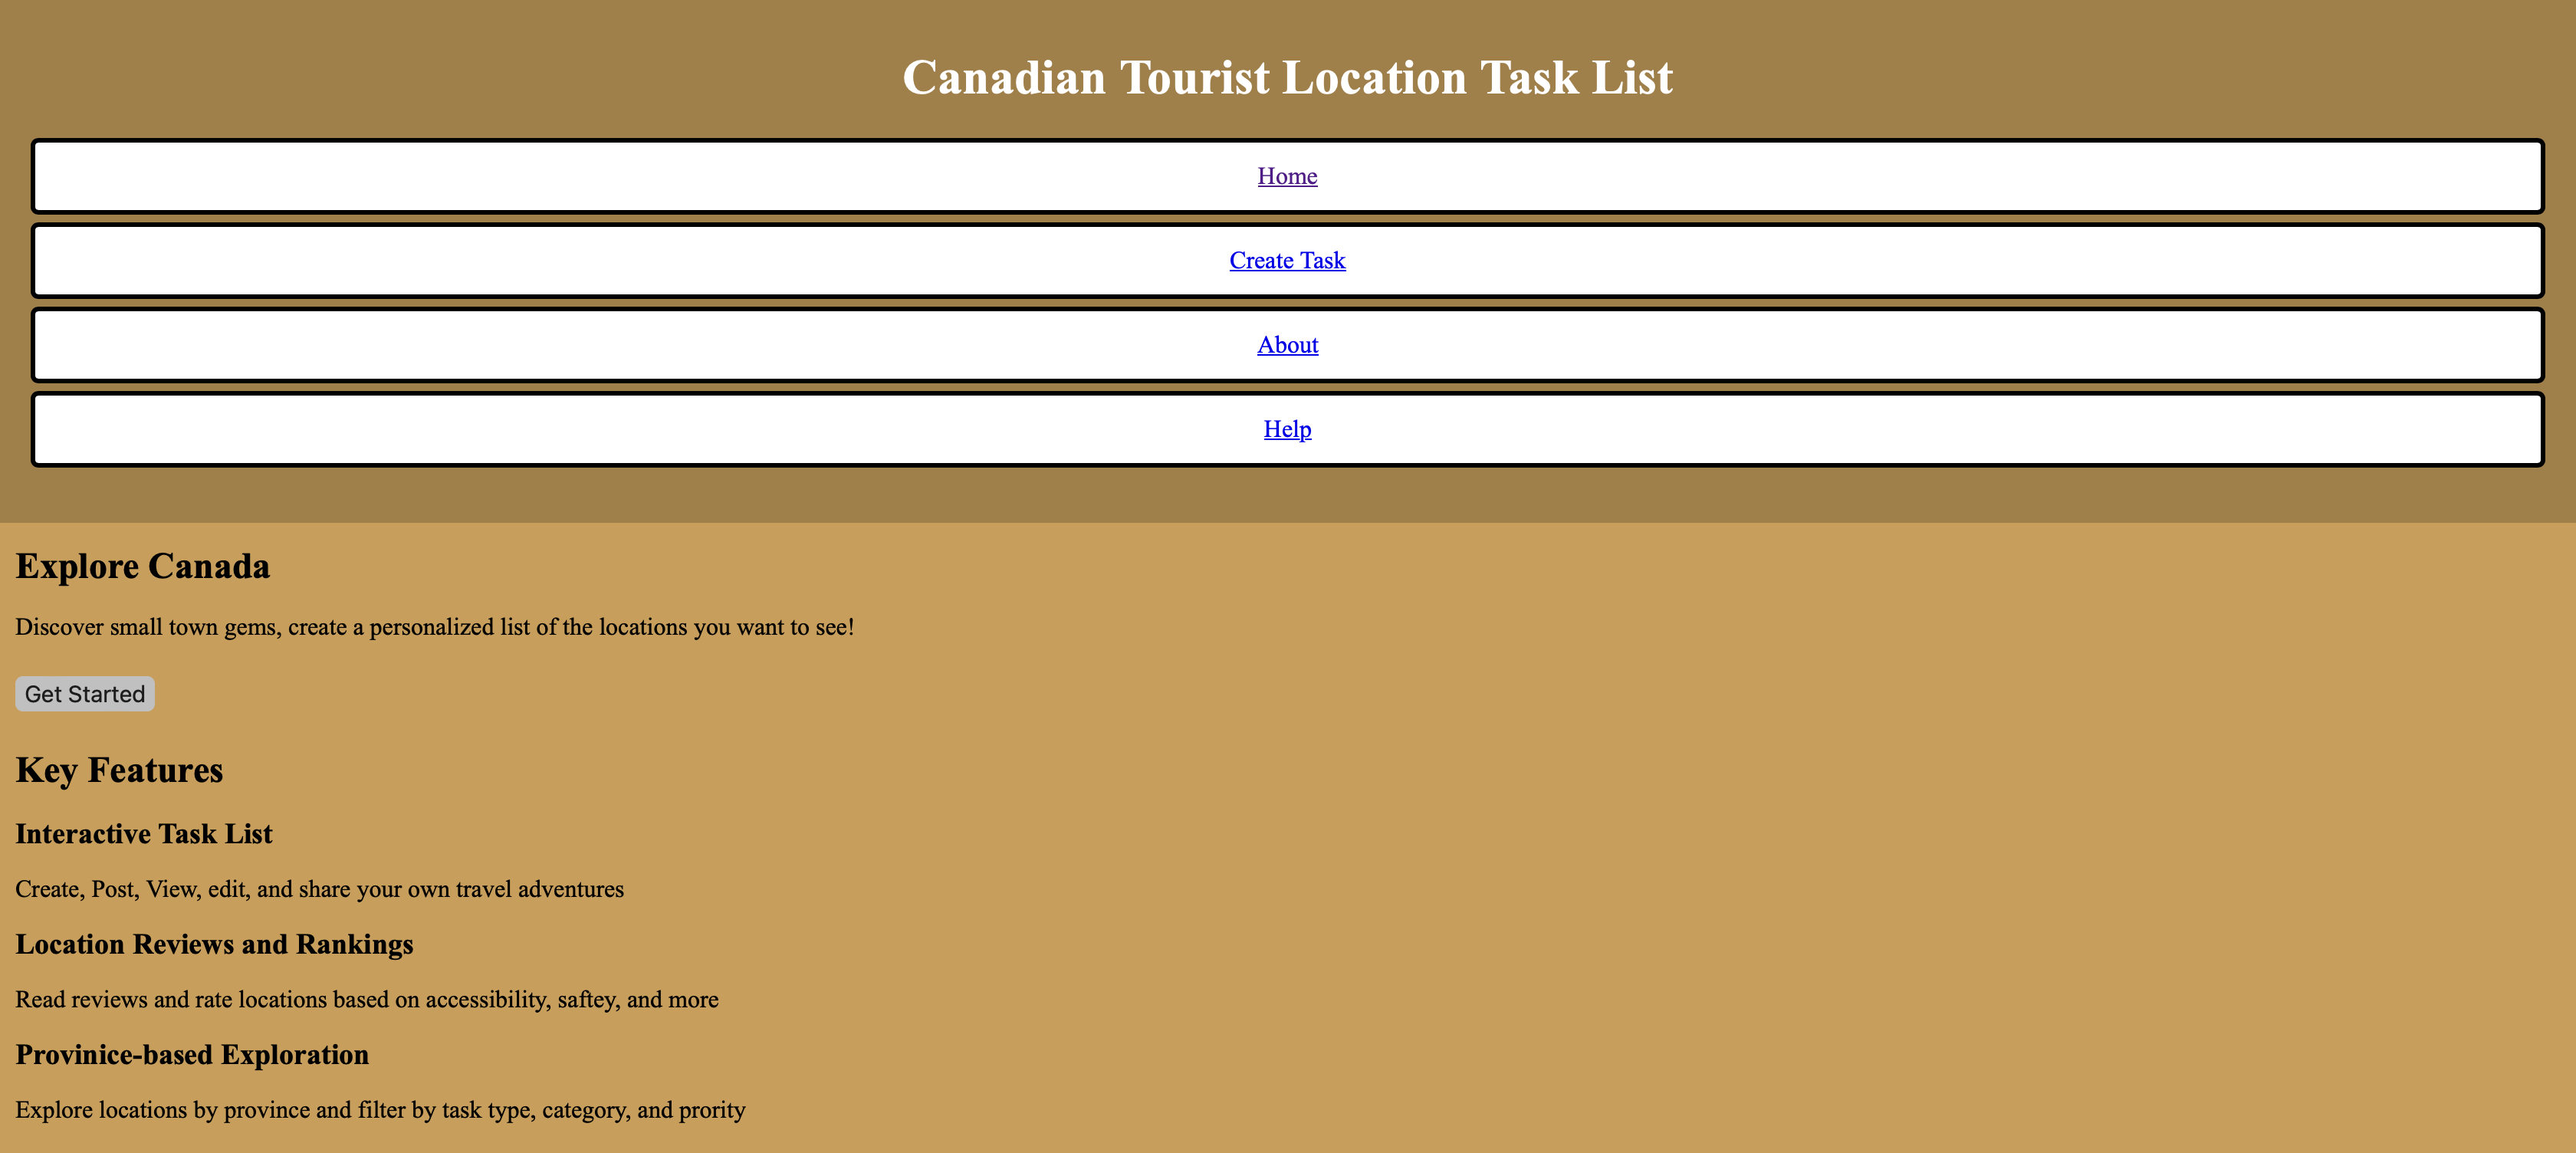 Canadian Tourist Location Task List
Home
Create Task
About
Help
Explore Canada
Discover small town gems, create a personalized list of the locations you want to see!
Get Started
Key Features
Interactive Task List
Create, Post, View, edit, and share your own travel adventures
Location Reviews and Rankings
Read reviews and rate locations based on accessibility, saftey, and more
Provinice-based Exploration
Explore locations by province and filter by task type, category, and prority